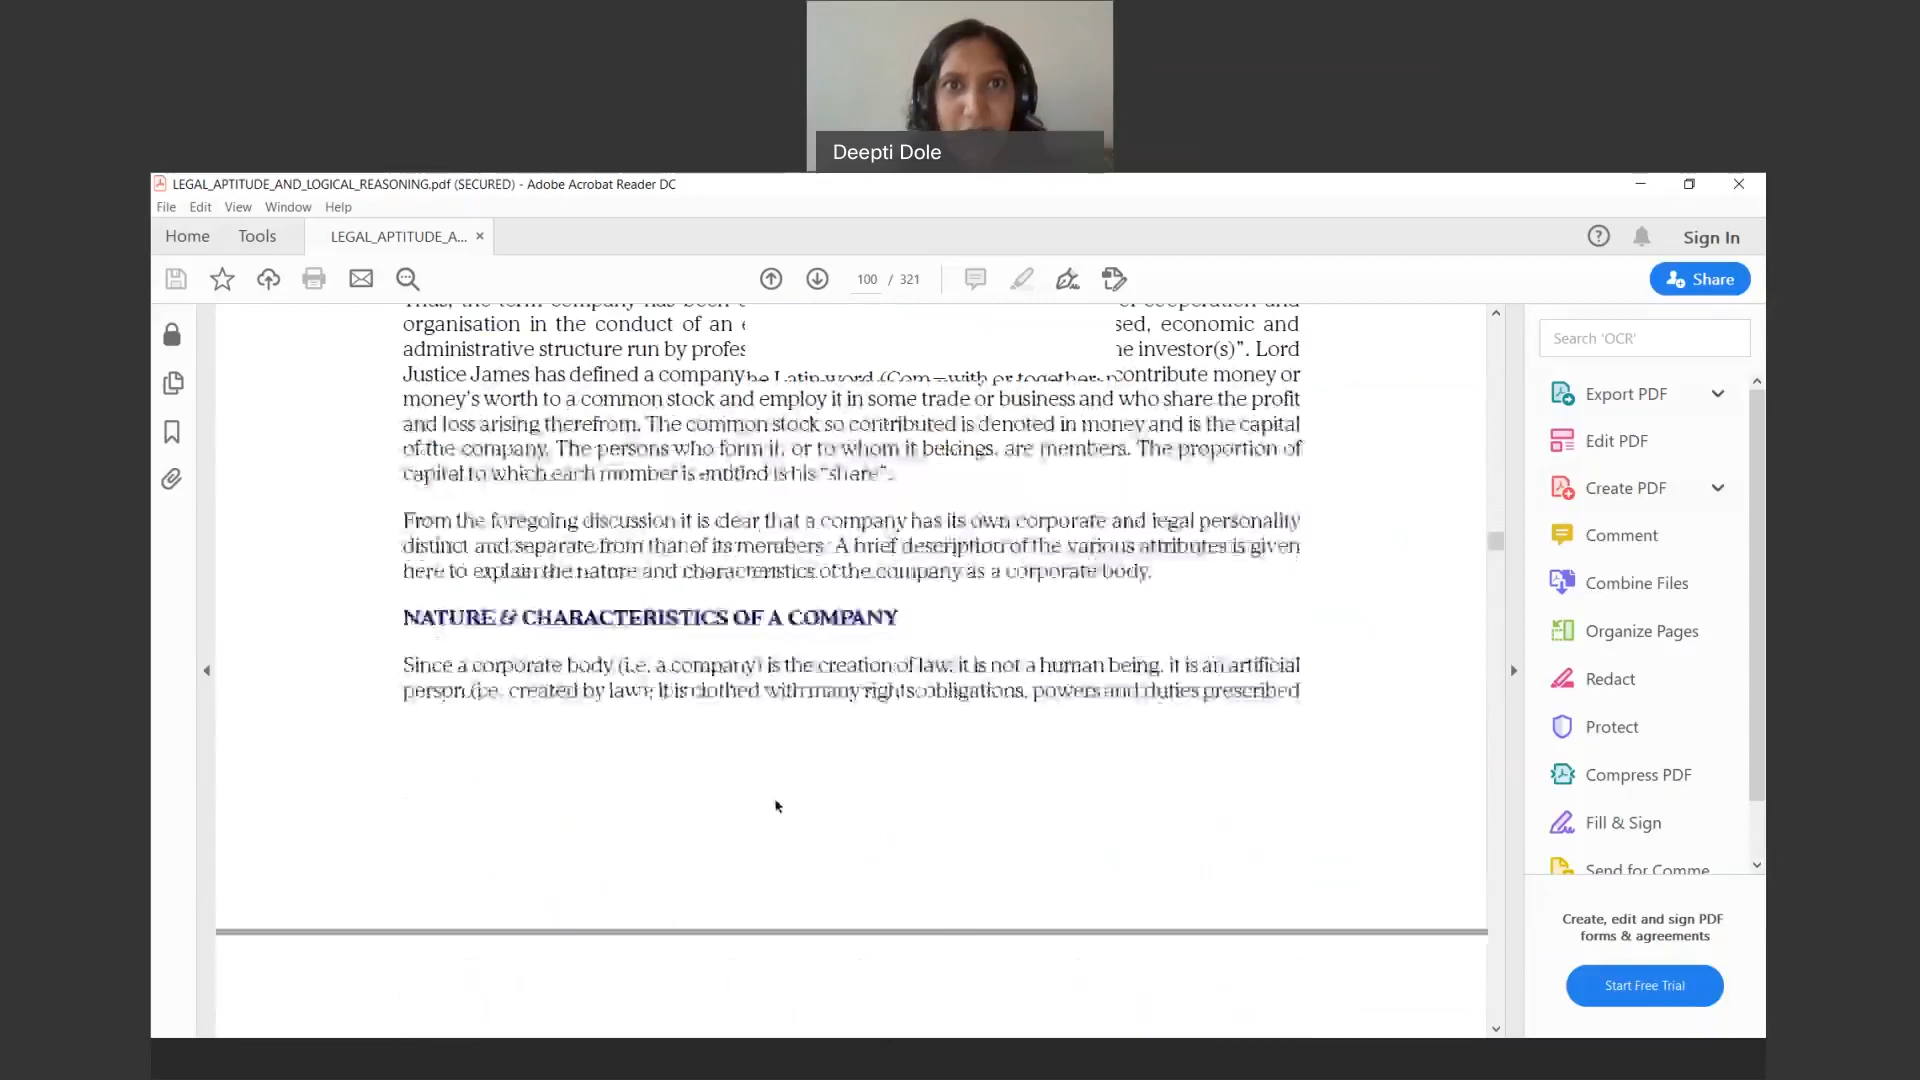 Deepti Dole
LEGAL_APTITUDE_AND_LOGICAL_REASONING.pdf (SECURED) - Adobe Acrobat Reader DC
File Edit View Window Help
Home Tools LEGAL_APTITUDE_A... × Sign In
100 / 321 Share
organisation in the conduct of an sed, economic and
administrative structure run by profes he investor(s)”. Lord
Justice James has defined a company he Latin word (Com=with or together contribute money or
money’s worth to a common stock and employ it in some trade or business and who share the profit
and loss arising therefrom. The common stock so contributed is denoted in money and is the capital
of the company. The persons who form it, or to whom it belongs, are members. The proportion of
capital to which each member is entitled is his “share”.
From the foregoing discussion it is clear that a company has its own corporate and legal personality
distinct and separate from that of its members. A brief description of the various attributes is given
here to explain the nature and characteristics of the company as a corporate body.
NATURE & CHARACTERISTICS OF A COMPANY
Since a corporate body (i.e. a company) is the creation of law, it is not a human being, it is an artificial
person (i.e. created by law); it is clothed with many rights, obligations, powers and duties prescribed
Search 'OCR'
Export PDF
Edit PDF
Create PDF
Comment
Combine Files
Organize Pages
Redact
Protect
Compress PDF
Fill & Sign
Send for Comme
Create, edit and sign PDF
forms & agreements
Start Free Trial